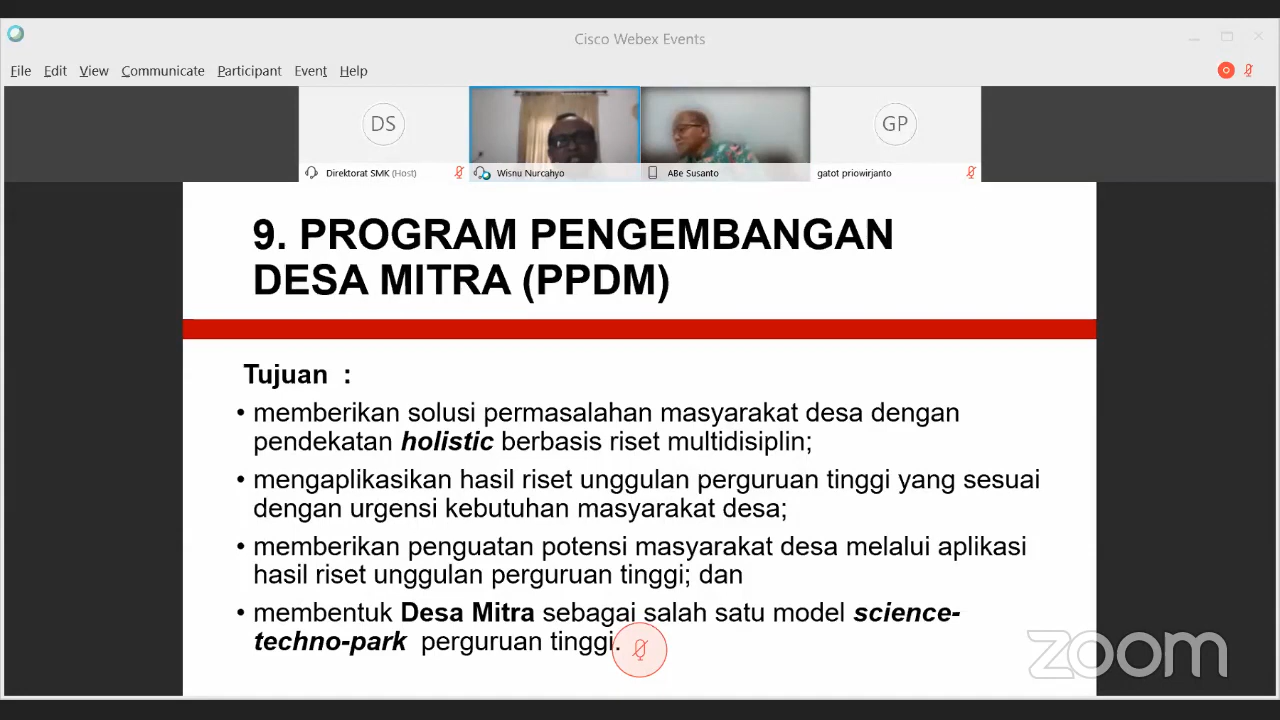 Cisco Webex Events
File Edit View Communicate Participant Event Help
DS
GP
Direktorat SMK (Host)
Wisnu Nurcahyo
ABe Susanto
gatot priowirjanto
9. PROGRAM PENGEMBANGAN
DESA MITRA (PPDM)
Tujuan :
• memberikan solusi permasalahan masyarakat desa dengan
pendekatan holistic berbasis riset multidisiplin;
• mengaplikasikan hasil riset unggulan perguruan tinggi yang sesuai
dengan urgensi kebutuhan masyarakat desa;
• memberikan penguatan potensi masyarakat desa melalui aplikasi
hasil riset unggulan perguruan tinggi; dan
• membentuk Desa Mitra sebagai salah satu model science-
techno-park perguruan tinggi.
zoom